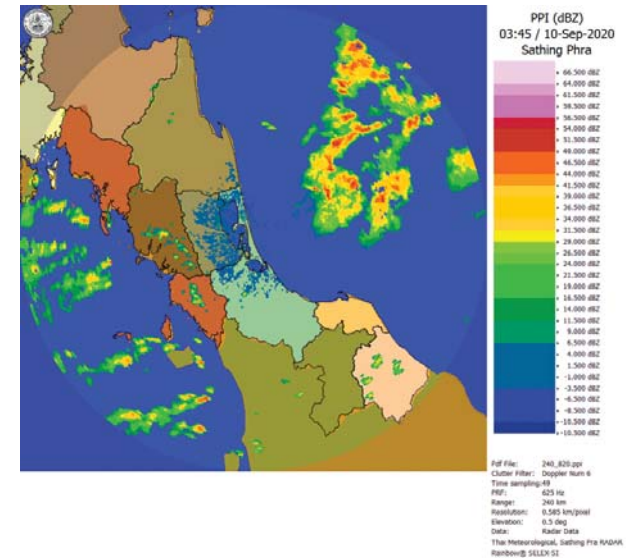 PPI (dBZ)
03:45 / 10-Sep-2020
Sathing Phra
66.500 dBZ
64.000 dBZ
61.500 dBZ
59.500 dBZ
56.500 dBZ
54.000 dBZ
51.500 dBZ
49.000 dBZ
46.500 dBZ
44.000 dBZ
41.500 dBZ
39.000 dBZ
36.500 dBZ
34.000 dBZ
31.500 dBZ
29.000 dBZ
26.500 dBZ
24.000 dBZ
21.500 dBZ
19.000 dBZ
16.500 dBZ
14.000 dBZ
11.500 dBZ
9.000 dBZ
6.500 dBZ
4.000 dBZ
1.500 dBZ
-1.000 dBZ
-3.500 dBZ
-6.500 dBZ
-8.500 dBZ
-10.500 dBZ
-10.500 dBZ
Pdf File: 240_820.ppi
Clutter Filter: Doppler Num 6
Time sampling:49
PRF: 625 Hz
Range: 240 km
Resolution: 0.585 km/pixel
Elevation: 0.5 deg
Data: Radar Data
Thai Meteorological, Sathing Pra RADAR
Rainbow® SELEX-SI